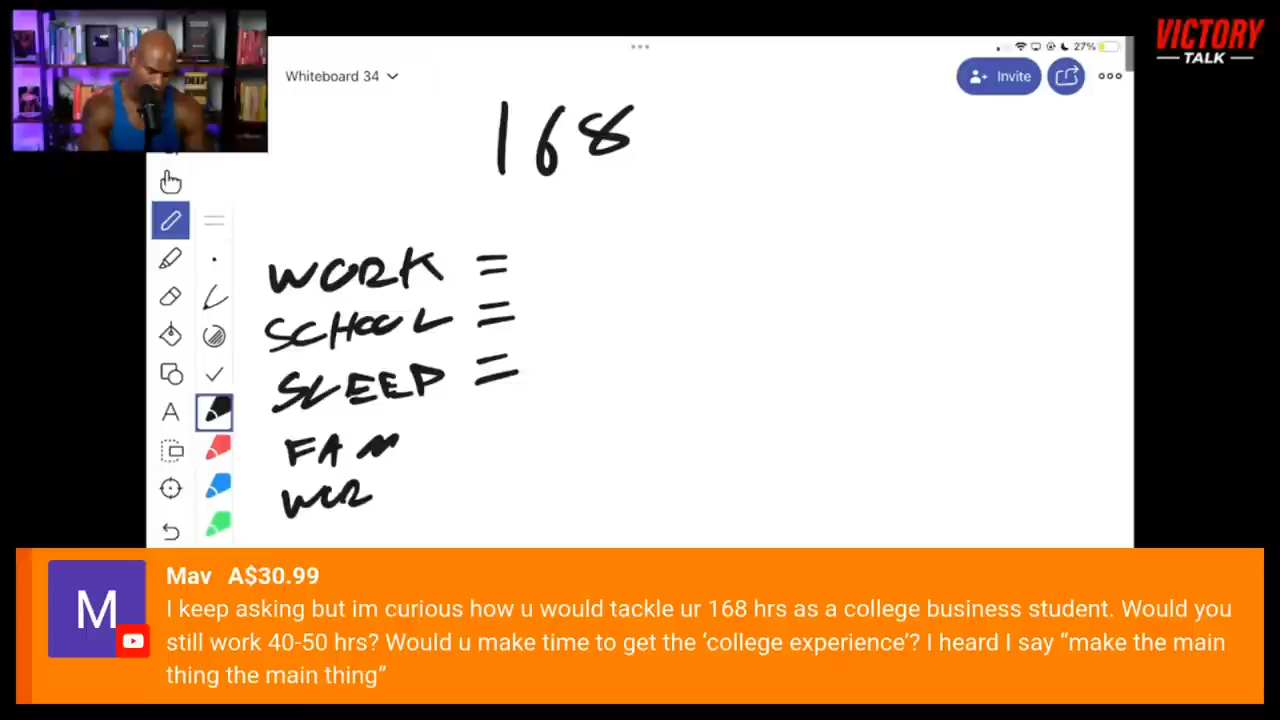 VICTORY
TALK
27%
Whiteboard 34
Invite
168
WORK =
SCHOOL =
SLEEP =
FAM
WOR
A
M
Mav A$30.99
I keep asking but im curious how u would tackle ur 168 hrs as a college business student. Would you
still work 40-50 hrs? Would u make time to get the ‘college experience’? I heard I say “make the main
thing the main thing”